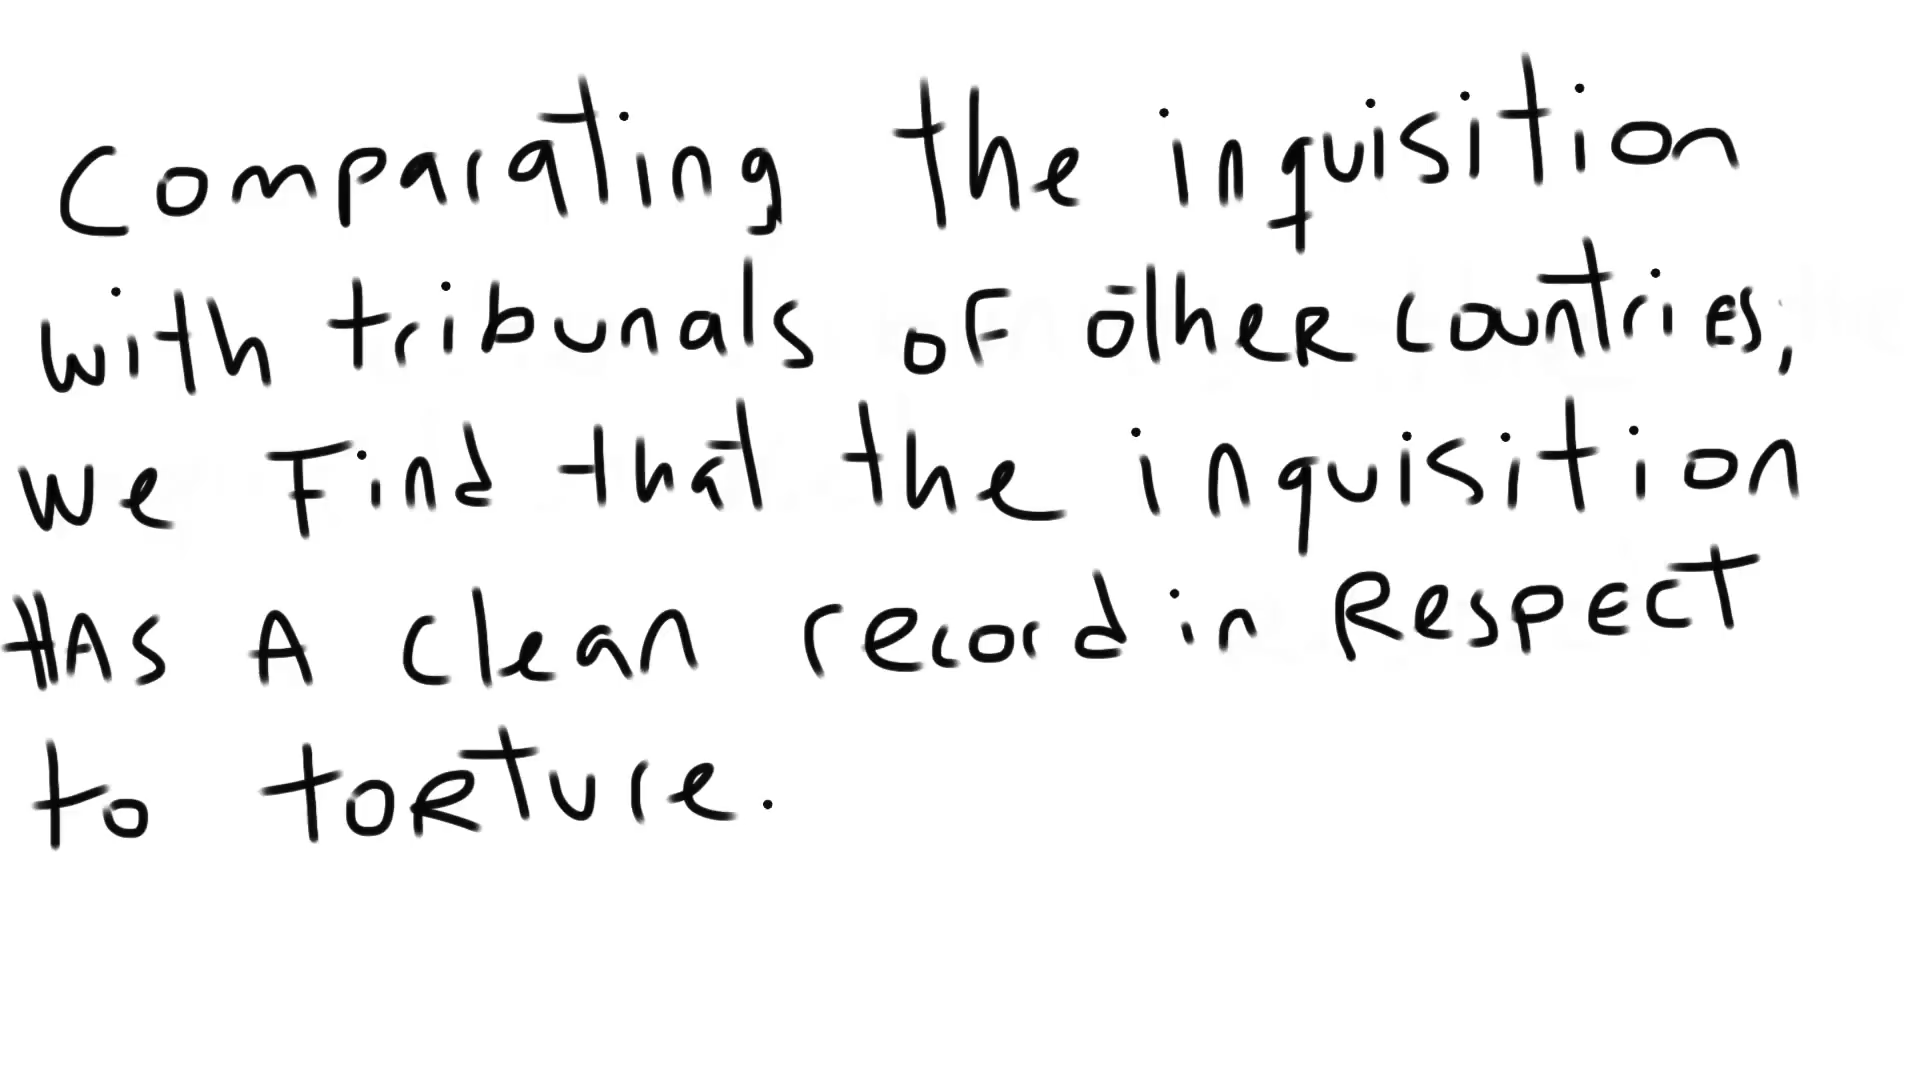 Comparating the inquisition
with tribunals of other countries,
we Find that the inquisition
HAS A clean record in Respect
to torture.